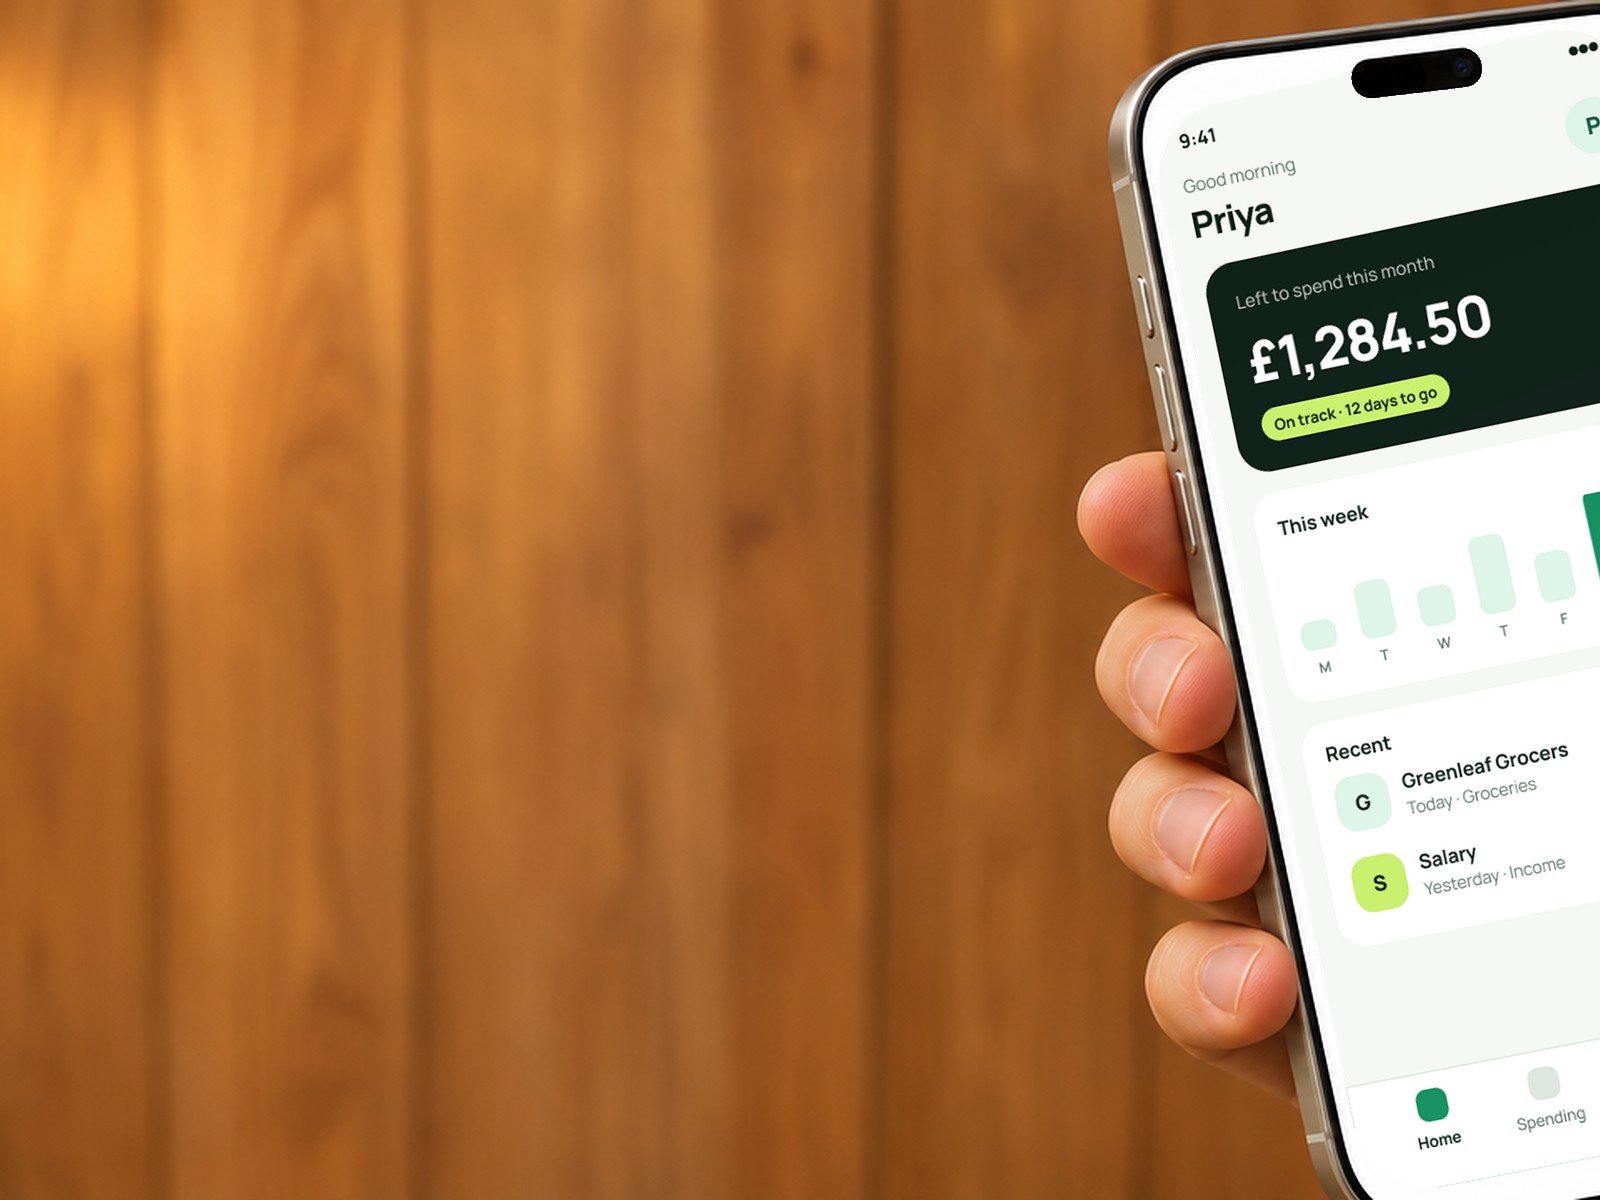 9:41
Good morning
Priya
Left to spend this month
£1,284.50
On track · 12 days to go
This week
M T W T F
Recent
G
Greenleaf Grocers
Today · Groceries
S
Salary
Yesterday · Income
Home
Spending